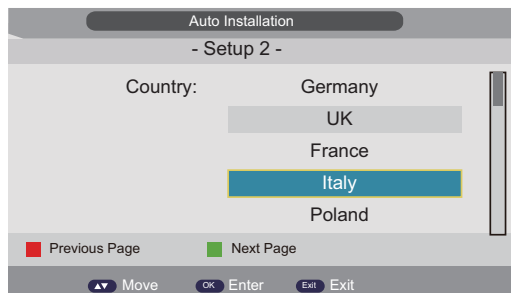 Auto Installation
- Setup 2 -
Country: Germany
UK
France
Italy
Poland
Previous Page Next Page
▲▼ Move OK Enter Exit Exit